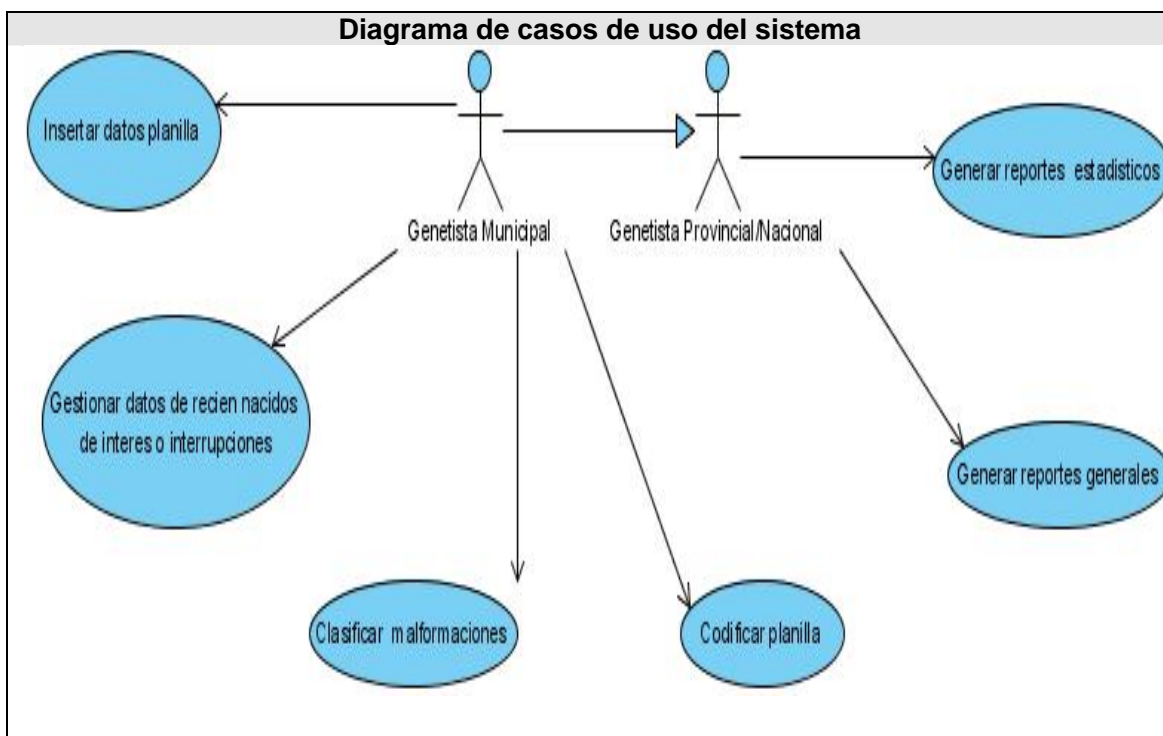 Diagrama de casos de uso del sistema
Insertar datos planilla
Generar reportes estadisticos
Genetista Municipal
Genetista Provincial/Nacional
Gestionar datos de recien nacidos
de interes o interrupciones
Generar reportes generales
Clasificar malformaciones
Codificar planilla